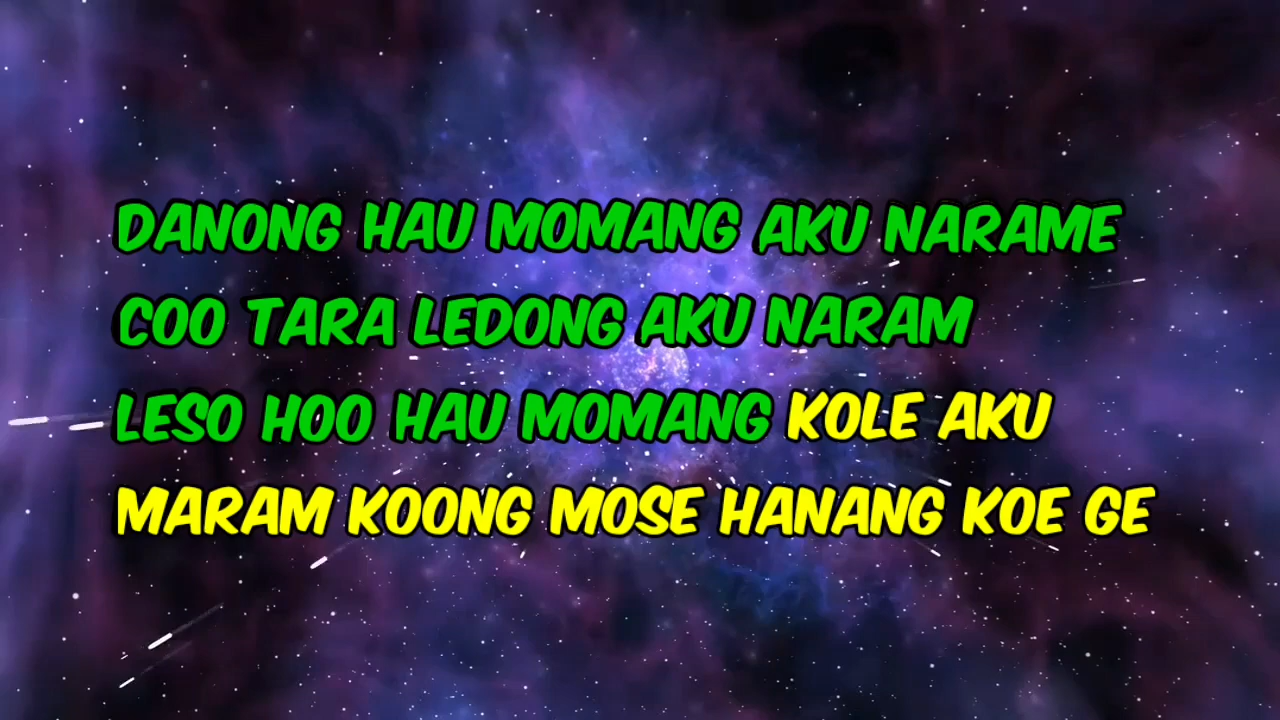 DANONG HAU MOMANG AKU NARAME
COO TARA LEDONG AKU NARAM
LESO HOO HAU MOMANG KOLE AKU
MARAM KOONG MOSE HANANG KOE GE